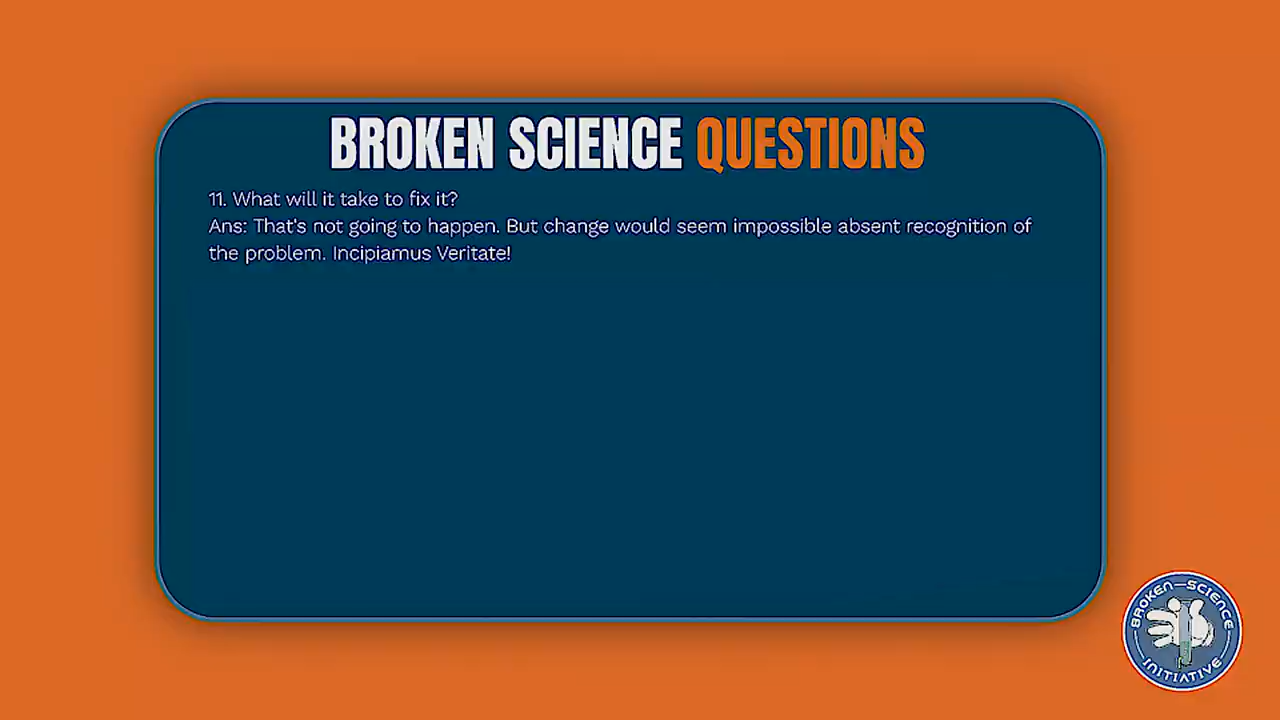 BROKEN SCIENCE QUESTIONS
11. What will it take to fix it?
Ans: That's not going to happen. But change would seem impossible absent recognition of
the problem. Incipiamus Veritate!
BROKEN—SCIENCE
INITIATIVE